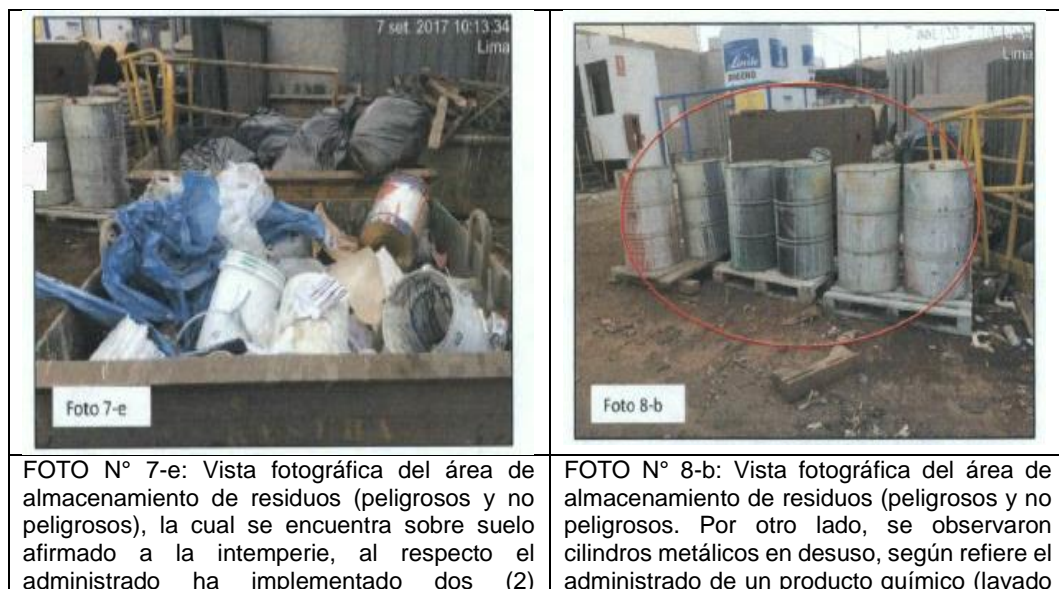 7 set. 2017 10:13:34
Lima
Foto 7-e
Lima
Foto 8-b
FOTO N° 7-e: Vista fotográfica del área de
almacenamiento de residuos (peligrosos y no
peligrosos), la cual se encuentra sobre suelo
afirmado a la intemperie, al respecto el
administrado ha implementado dos (2)
FOTO N° 8-b: Vista fotográfica del área de
almacenamiento de residuos (peligrosos y no
peligrosos. Por otro lado, se observaron
cilindros metálicos en desuso, según refiere el
administrado de un producto químico (lavado